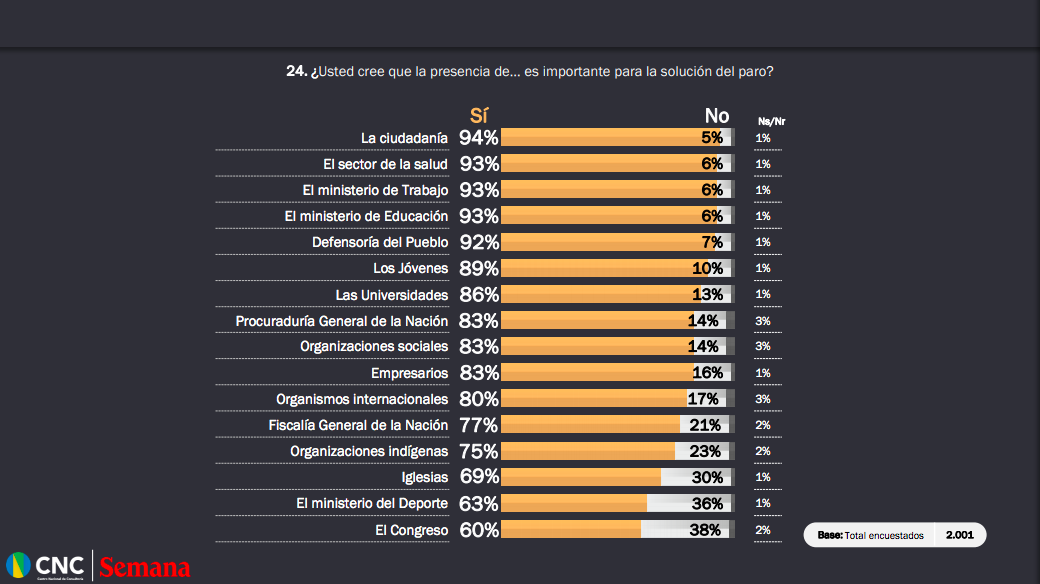 24. ¿Usted cree que la presencia de... es importante para la solución del paro?
Sí No Ns/Nr
La ciudadanía 94% 5% 1%
El sector de la salud 93% 6% 1%
El ministerio de Trabajo 93% 6% 1%
El ministerio de Educación 93% 6% 1%
Defensoría del Pueblo 92% 7% 1%
Los Jóvenes 89% 10% 1%
Las Universidades 86% 13% 1%
Procuraduría General de la Nación 83% 14% 3%
Organizaciones sociales 83% 14% 3%
Empresarios 83% 16% 1%
Organismos internacionales 80% 17% 3%
Fiscalía General de la Nación 77% 21% 2%
Organizaciones indígenas 75% 23% 2%
Iglesias 69% 30% 1%
El ministerio del Deporte 63% 36% 1%
El Congreso 60% 38% 2%
Base: Total encuestados 2.001
CNC Semana
Centro Nacional de Consultoría